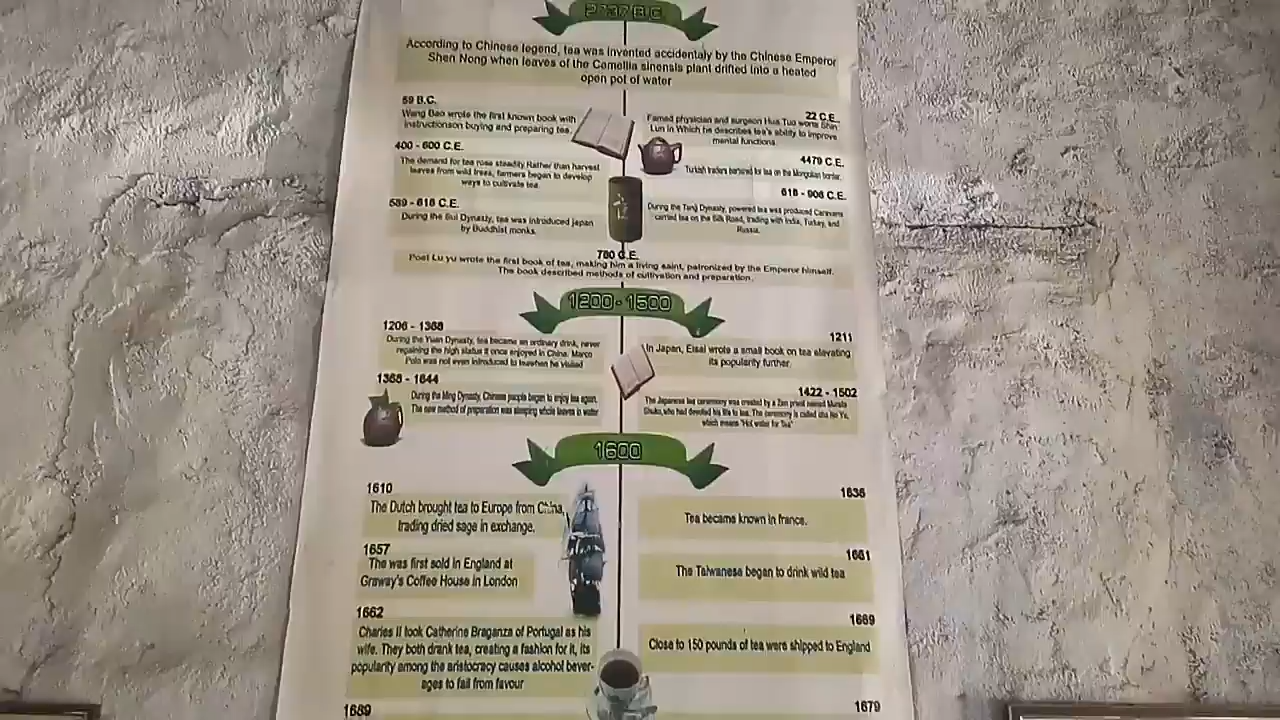 2737 B.C.
According to Chinese legend, tea was invented accidentaly by the Chinese Emperor
Shen Nong when leaves of the Camellia sinensis plant drifted into a heated
open pot of water
59 B.C.
Wang Bao wrote the first known book with
instructionson buying and preparing tea.
22 C.E.
Famed physician and surgeon Hua Tuo wrote Shin
Lun in Which he describes tea's ability to improve
mental functions.
400 - 600 C.E.
The demand for tea rose steadily Rather than harvest
leaves from wild trees, farmers began to develop
ways to cultivate tea.
4479 C.E.
Turkish traders bartered for tea on the Mongolian border.
589 - 618 C.E.
During the Sui Dynasty, tea was introduced japan
by Buddhist monks.
618 - 906 C.E.
During the Tang Dynasty, powered tea was produced Caravans
carried tea on the Silk Road, trading with India, Turkey, and
Russia.
780 C.E.
Poet Lu yu wrote the first book of tea, making him a living saint, patronized by the Emperor himself.
The book described methods of cultivation and preparation.
1200 - 1500
1206 - 1368
During the Yuan Dynasty, tea became an ordinary drink, never
regaining the high status it once enjoyed in China. Marco
Polo was not even introduced to when he visited
1211
In Japan, Eisai wrote a small book on tea elevating
its popularity further.
1368 - 1644
During the Ming Dynasty, Chinese people began to enjoy tea again.
The new method of preparation was steeping whole leaves in water
1422 - 1502
The Japanese tea ceremony was created by a Zen priest named Murata
Shuko, who had devoted his life to tea. The ceremony is called cha No Yu,
which means "Hot water for Tea"
1600
1610
The Dutch brought tea to Europe from China,
trading dried sage in exchange.
1636
Tea became known in france.
1657
The was first sold in England at
Graway's Coffee House in London
1661
The Taiwanese began to drink wild tea
1662
Charles II took Catherine Braganza of Portugal as his
wife. They both drank tea, creating a fashion for it, its
popularity among the aristocracy causes alcohol bever-
ages to fail from favour
1669
Close to 150 pounds of tea were shipped to England
1689
1679